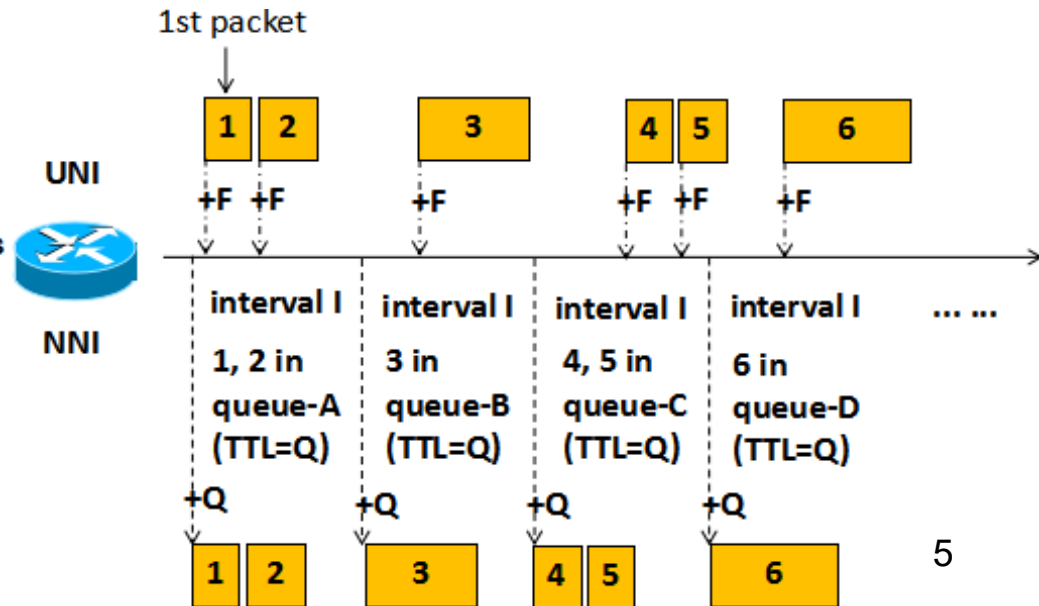 1st packet
1 2 3 4 5 6
UNI
+F +F +F +F +F +F
s
NNI
interval I interval I interval I interval I ... ...
1, 2 in 3 in 4, 5 in 6 in
queue-A queue-B queue-C queue-D
(TTL=Q) (TTL=Q) (TTL=Q) (TTL=Q)
+Q +Q +Q +Q
1 2 3 4 5 6
5